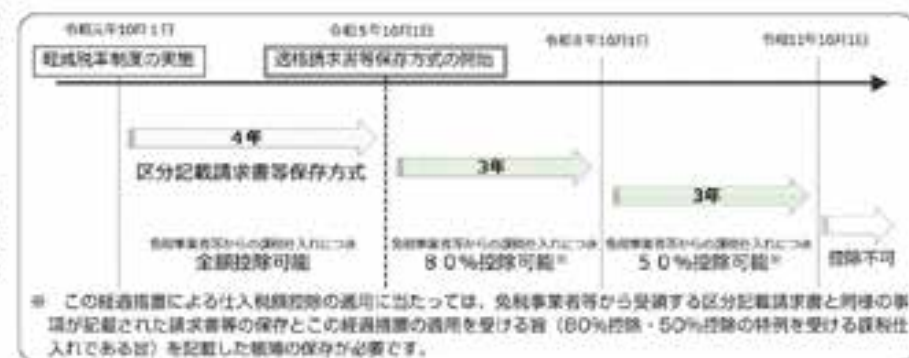 令和元年10月1日
令和5年10月1日
令和8年10月1日
令和11年10月1日
軽減税率制度の実施
適格請求書等保存方式の開始
4年
区分記載請求書等保存方式
3年
3年
免税事業者等からの課税仕入れにつき
全額控除可能
免税事業者等からの課税仕入れにつき
80%控除可能※
免税事業者等からの課税仕入れにつき
50%控除可能※
控除不可
※ この経過措置による仕入税額控除の適用に当たっては、免税事業者等から受領する区分記載請求書と同様の事
項が記載された請求書等の保存とこの経過措置の適用を受ける旨（80%控除・50%控除の特例を受ける課税仕
入れである旨）を記載した帳簿の保存が必要です。